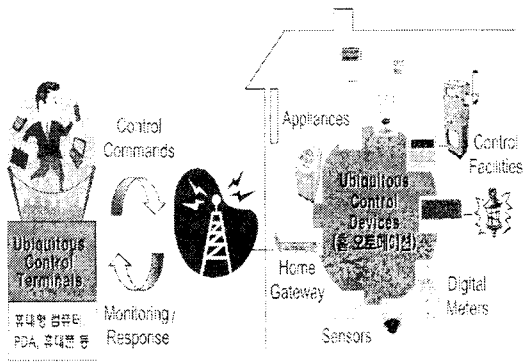 Control
Commands
Ubiquitous
Control
Terminals
휴대형 컴퓨터,
PDA, 휴대폰 등
Monitoring /
Response
Appliances
Control
Facilities
Ubiquitous
Control
Devices
(홈 오토메이션)
Home
Gateway
Digital
Meters
Sensors